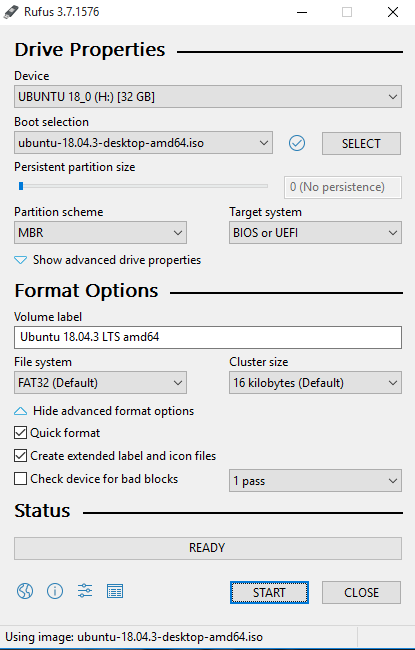 Rufus 3.7.1576
Drive Properties
Device
UBUNTU 18_0 (H:) [32 GB]
Boot selection
ubuntu-18.04.3-desktop-amd64.iso
SELECT
Persistent partition size
0 (No persistence)
Partition scheme
Target system
MBR
BIOS or UEFI
Show advanced drive properties
Format Options
Volume label
Ubuntu 18.04.3 LTS amd64
File system
Cluster size
FAT32 (Default)
16 kilobytes (Default)
Hide advanced format options
Quick format
Create extended label and icon files
Check device for bad blocks
1 pass
Status
READY
START
CLOSE
Using image: ubuntu-18.04.3-desktop-amd64.iso